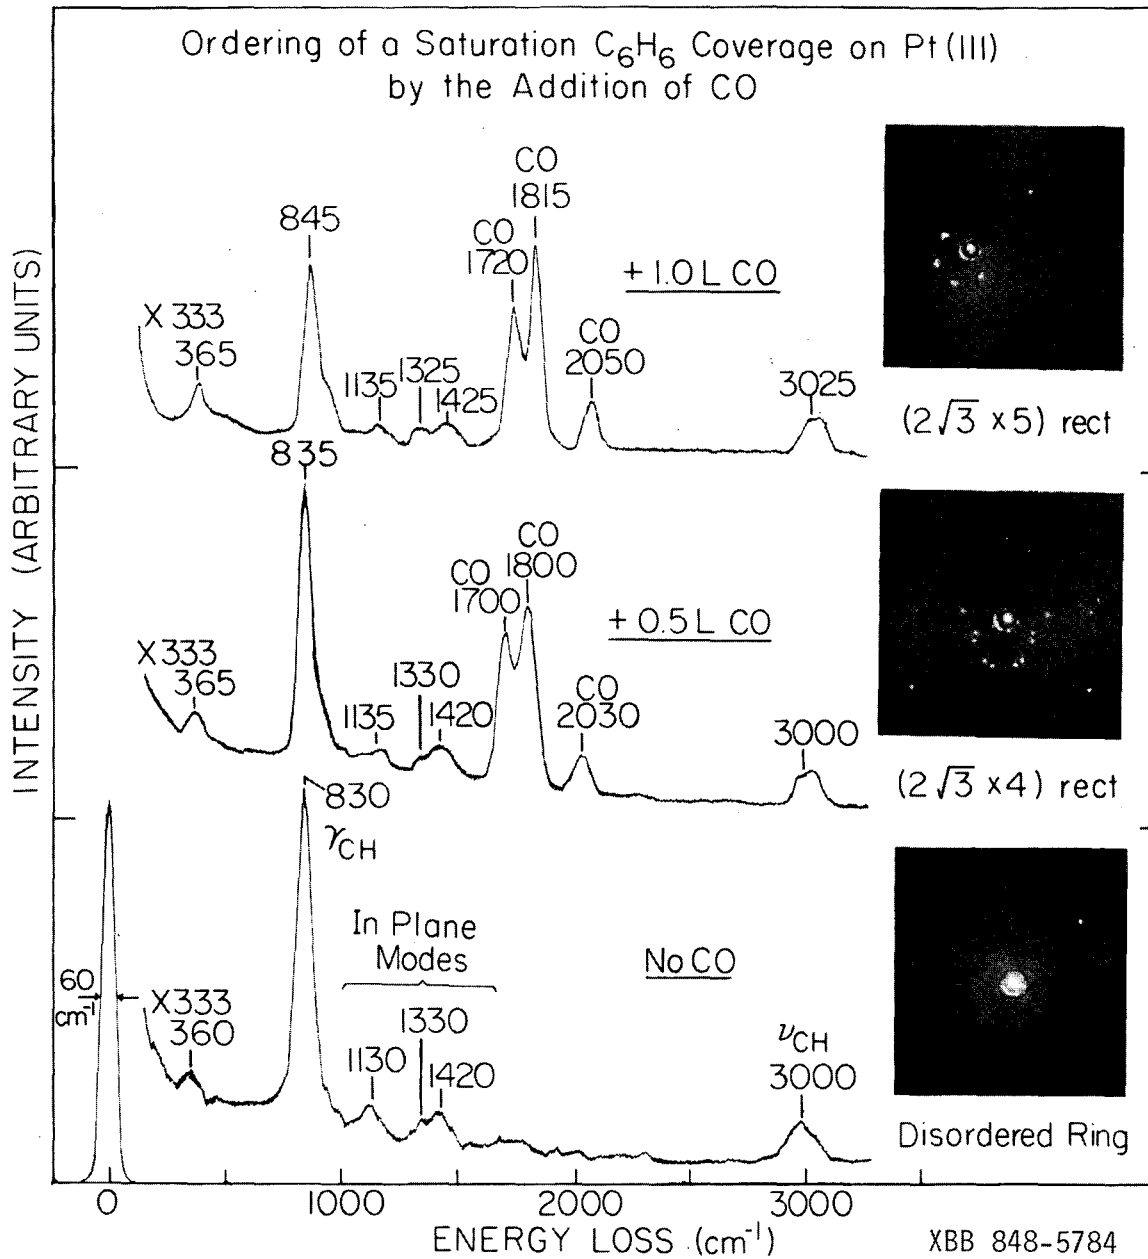 Ordering of a Saturation C₆H₆ Coverage on Pt(III)
by the Addition of CO
INTENSITY (ARBITRARY UNITS)
X 333
365
845
1135
1325
1425
CO
1720
CO
1815
CO
2050
+ 1.0 L CO
3025
(2√3 x 5) rect
X333
365
835
1135
1330
1420
CO
1700
CO
1800
CO
2030
+ 0.5 L CO
3000
(2√3 x 4) rect
60
cm⁻¹
X333
360
830
γCH
In Plane
Modes
1130
1330
1420
No CO
νCH
3000
Disordered Ring
0
1000
2000
3000
ENERGY LOSS (cm⁻¹)
XBB 848-5784